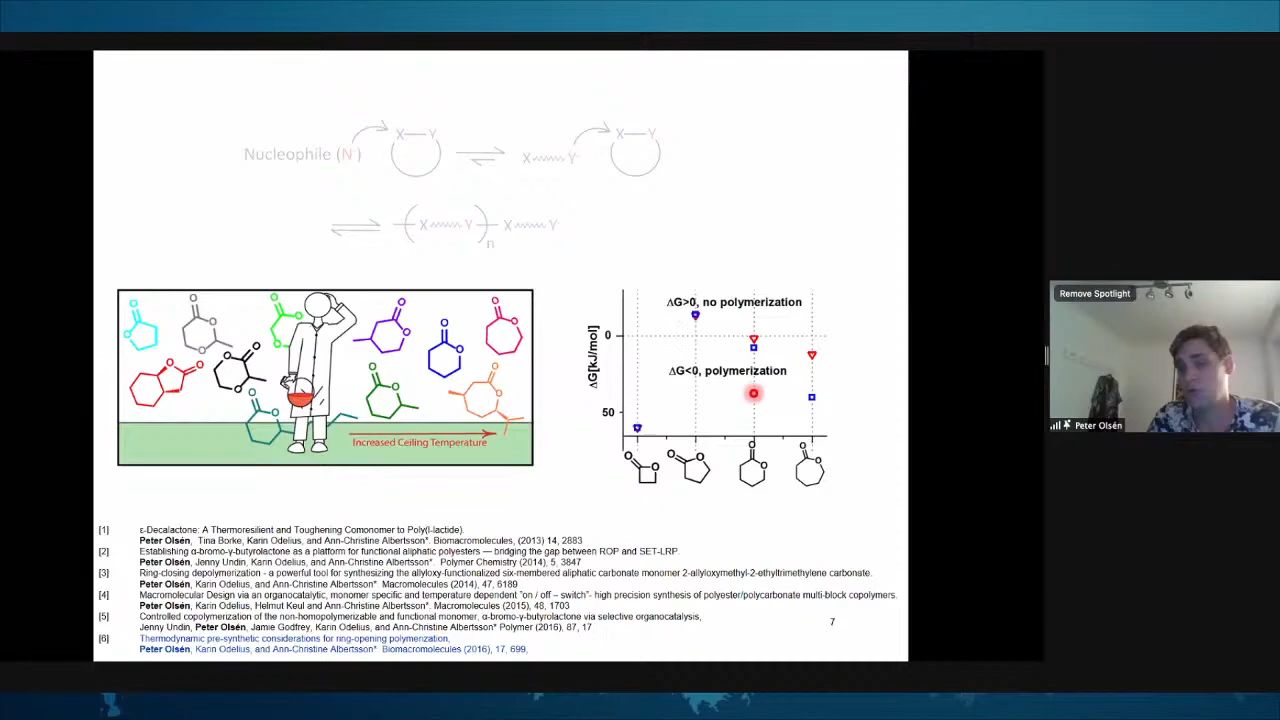 Nucleophile (N⁻)
X—Y
X Y⁻
X—Y
( X Y ) n X Y⁻
O O
O O O
O O
O O
O O
O O
O O
O O O
O O
O O
O O
O O
Increased Ceiling Temperature
ΔG>0, no polymerization
0
ΔG[kJ/mol]
ΔG<0, polymerization
50
O O
O O
O O
O O
[1] ε-Decalactone: A Thermoresilient and Toughening Comonomer to Poly(l-lactide).
Peter Olsén, Tina Borke, Karin Odelius, and Ann-Christine Albertsson*. Biomacromolecules, (2013) 14, 2883
[2] Establishing α-bromo-γ-butyrolactone as a platform for functional aliphatic polyesters — bridging the gap between ROP and SET-LRP.
Peter Olsén, Jenny Undin, Karin Odelius, and Ann-Christine Albertsson*. Polymer Chemistry (2014), 5, 3847
[3] Ring-closing depolymerization - a powerful tool for synthesizing the allyloxy-functionalized six-membered aliphatic carbonate monomer 2-allyloxymethyl-2-ethyltrimethylene carbonate.
Peter Olsén, Karin Odelius, and Ann-Christine Albertsson* Macromolecules (2014), 47, 6189
[4] Macromolecular Design via an organocatalytic, monomer specific and temperature dependent "on / off – switch"- high precision synthesis of polyester/polycarbonate multi-block copolymers.
Peter Olsén, Karin Odelius, Helmut Keul and Ann-Christine Albertsson*. Macromolecules (2015), 48, 1703
[5] Controlled copolymerization of the non-homopolymerizable and functional monomer, α-bromo-γ-butyrolactone via selective organocatalysis,
Jenny Undin, Peter Olsén, Jamie Godfrey, Karin Odelius, and Ann-Christine Albertsson* Polymer (2016), 87, 17
[6] Thermodynamic pre-synthetic considerations for ring-opening polymerization,
Peter Olsén, Karin Odelius, and Ann-Christine Albertsson* Biomacromolecules (2016), 17, 699,
7
Remove Spotlight
Peter Olsén